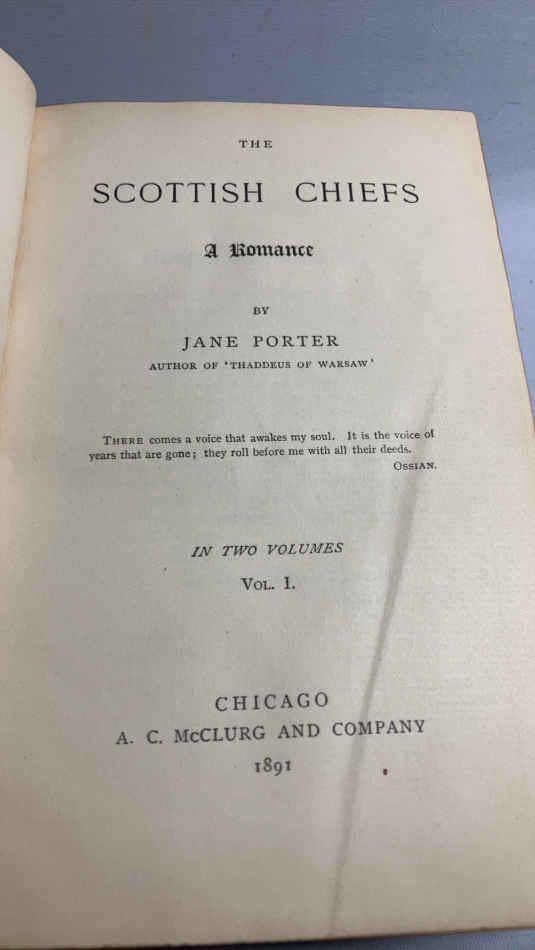 THE
SCOTTISH CHIEFS
A Romance
BY
JANE PORTER
AUTHOR OF 'THADDEUS OF WARSAW'
THERE comes a voice that awakes my soul. It is the voice of
years that are gone; they roll before me with all their deeds.
OSSIAN.
IN TWO VOLUMES
VOL. I.
CHICAGO
A. C. McCLURG AND COMPANY
1891